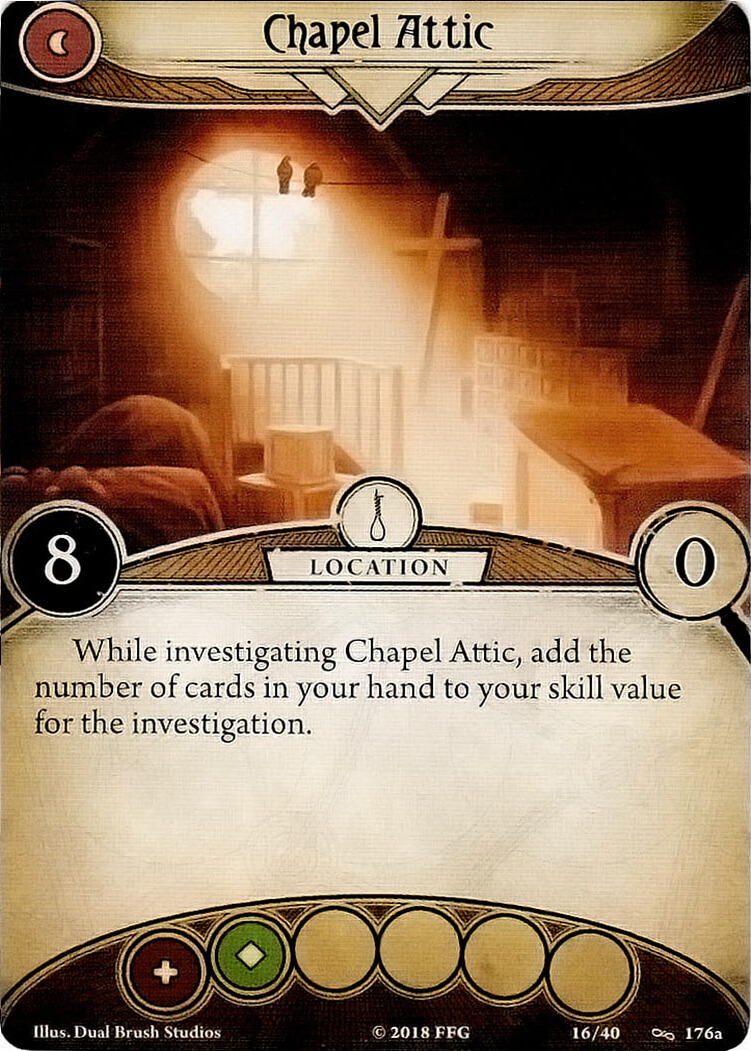 Chapel Attic
8
LOCATION
0
While investigating Chapel Attic, add the
number of cards in your hand to your skill value
for the investigation.
Illus. Dual Brush Studios
© 2018 FFG
16/40
176a